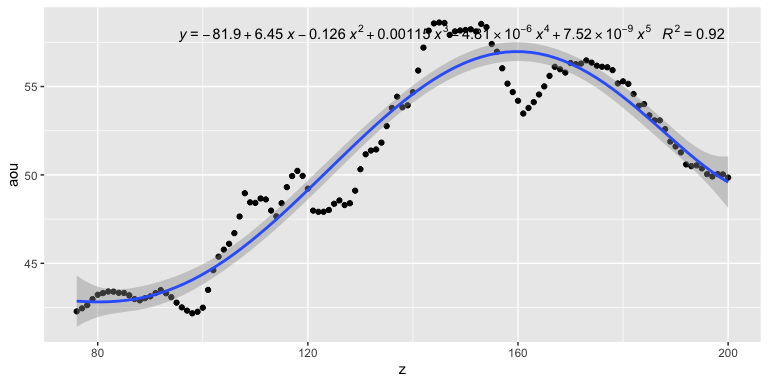 y = −81.9 + 6.45 x − 0.126 x² + 0.00115 x³ − 4.81 × 10⁻⁶ x⁴ + 7.52 × 10⁻⁹ x⁵ R² = 0.92
55
50
45
aou
80 120 160 200
z